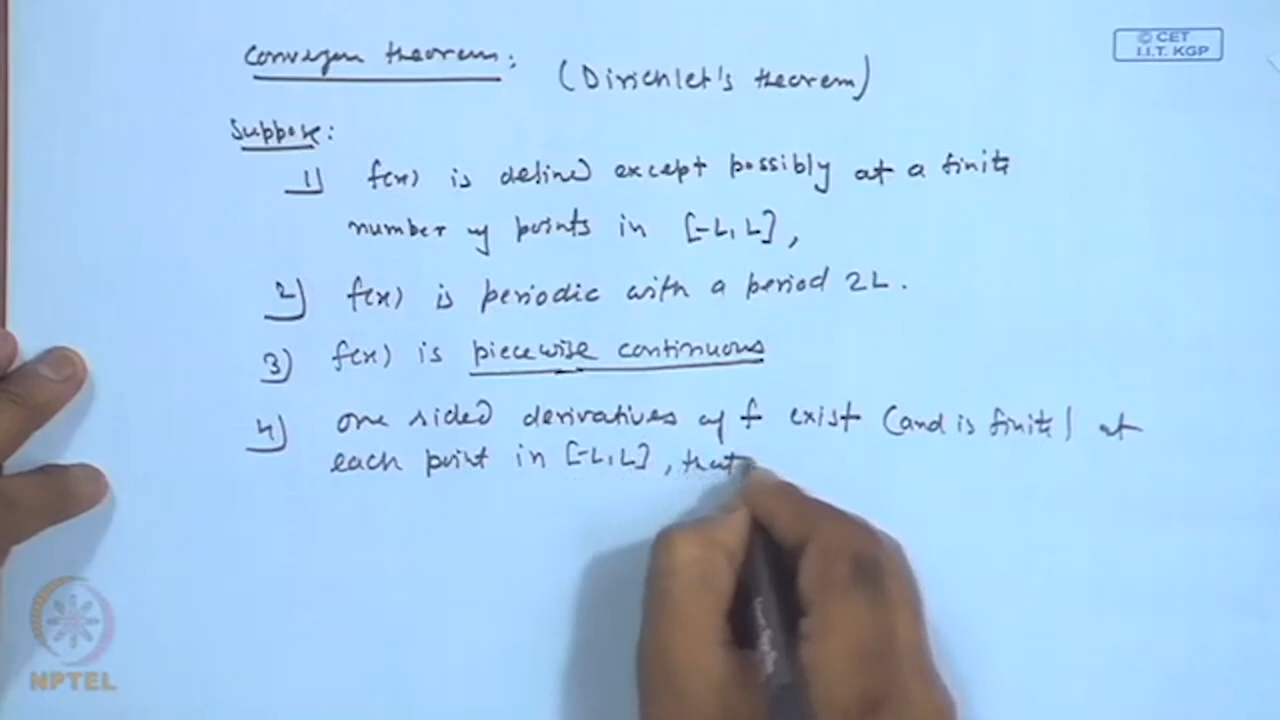 © CET
I.I.T. KGP
Convergen theorem: (Dirichlet's theorem)
Suppose:
1) f(x) is defined except possibly at a finite
number of points in [-L, L],
2) f(x) is periodic with a period 2L.
3) f(x) is piecewise continuous
4) one sided derivatives of f exist (and is finite) at
each point in [-L, L], that
NPTEL